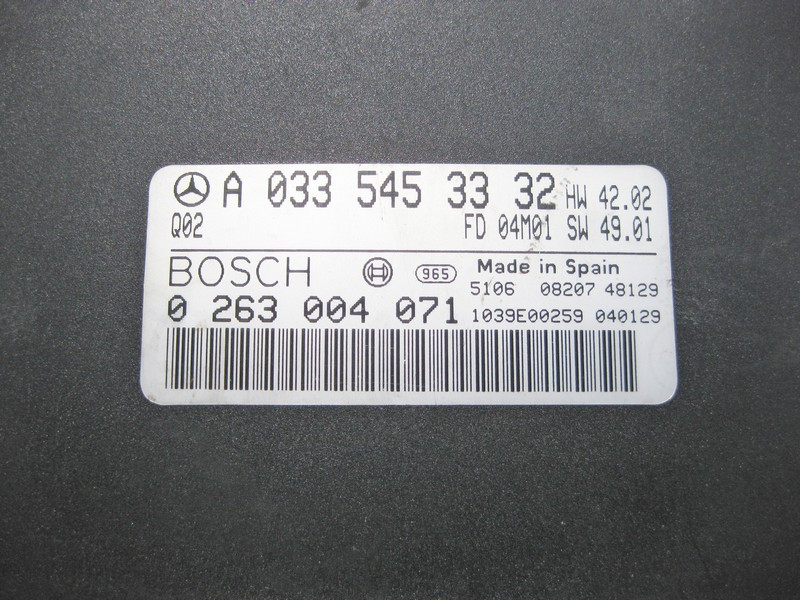 A 033 545 33 32 HW 42.02
Q02 FD 04M01 SW 49.01
BOSCH 965 Made in Spain
5106 08207 48129
0 263 004 071 1039E00259 040129